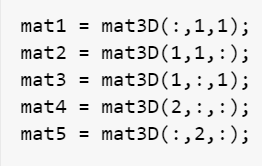 mat1 = mat3D(:,1,1);
mat2 = mat3D(1,1,:);
mat3 = mat3D(1,:,1);
mat4 = mat3D(2,:,:);
mat5 = mat3D(:,2,:);